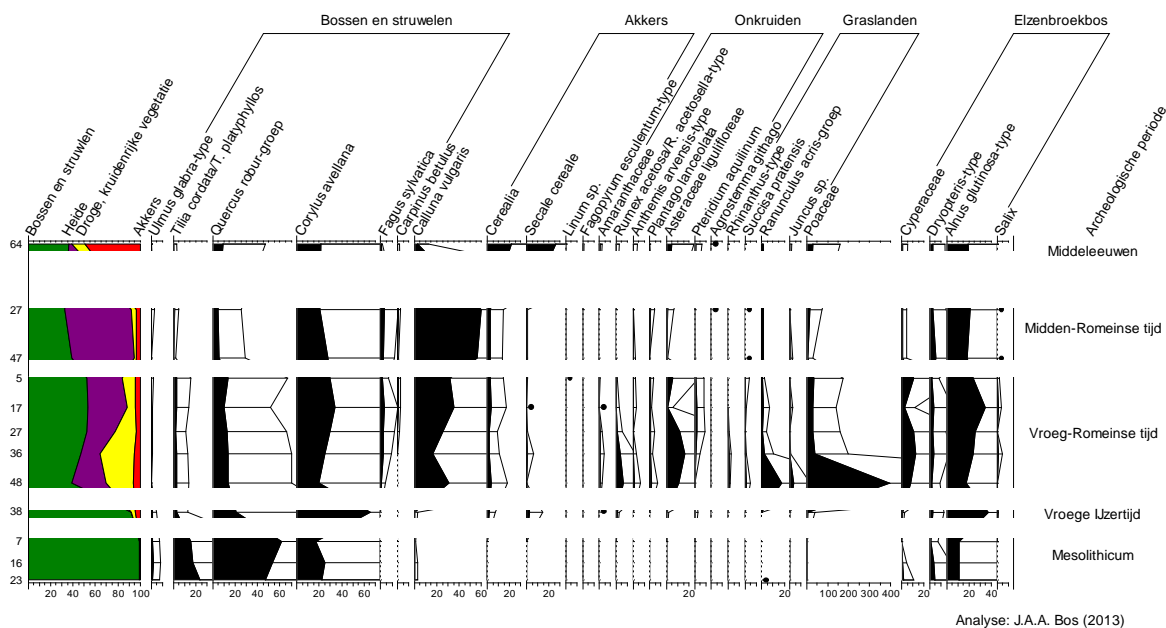 Bossen en struwelen
Akkers
Onkruiden
Graslanden
Elzenbroekbos
Bossen en struwlen
Heide
Droge, kruidenrijke vegetatie
Akkers
Ulmus glabra-type
Tilia cordata/T. platyphyllos
Quercus robur-groep
Corylus avellana
Fagus sylvatica
Carpinus betulus
Calluna vulgaris
Cerealia
Secale cereale
Linum sp.
Fagopyrum esculentum-type
Amaranthaceae
Rumex acetosa/R. acetosella-type
Anthemis arvensis-type
Plantago lanceolata
Asteraceae liguliflorae
Pteridium aquilinum
Agrostemma githago
Rhinanthus-type
Succisa pratensis
Ranunculus acris-groep
Juncus sp.
Poaceae
Cyperaceae
Dryopteris-type
Alnus glutinosa-type
Salix
Archeologische periode
64
Middeleeuwen
27
Midden-Romeinse tijd
47
5
17
27
Vroeg-Romeinse tijd
36
48
38
Vroege IJzertijd
7
Mesolithicum
16
23
20 40 60 80 100 20 20 40 60 20 40 60 20 40 60 20 20 20 20 100 200 300 400 20 20 40
Analyse: J.A.A. Bos (2013)